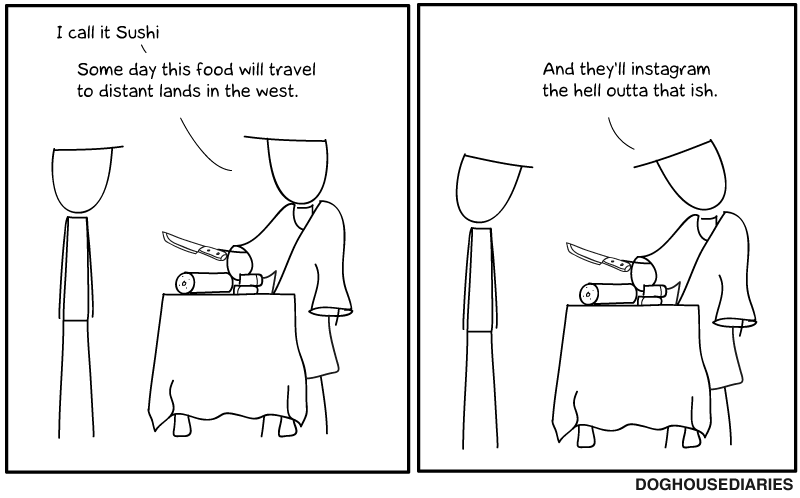 I call it Sushi
Some day this food will travel
to distant lands in the west.
And they'll instagram
the hell outta that ish.
DOGHOUSEDIARIES